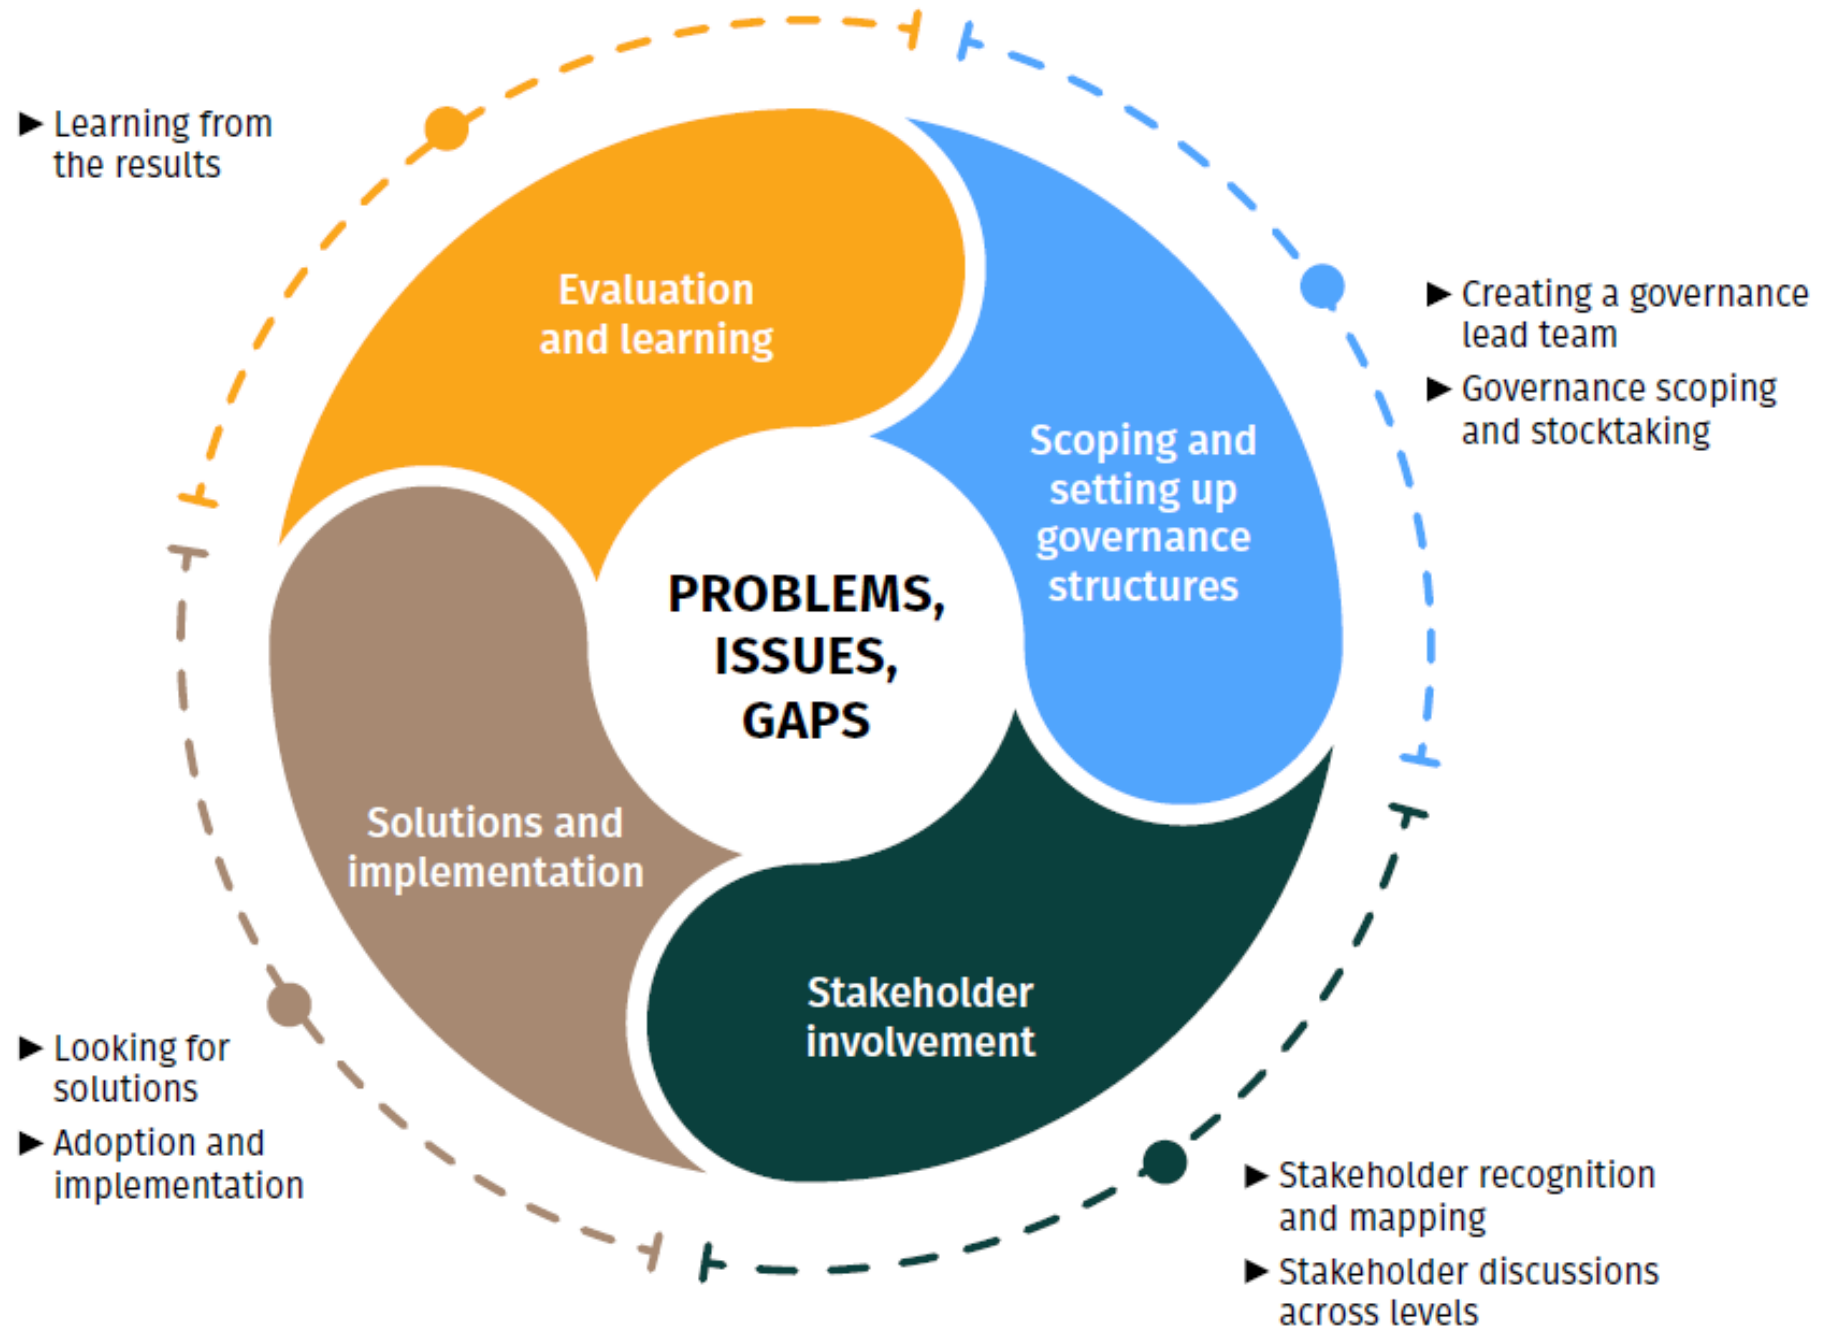 ► Learning from
the results
Evaluation
and learning
► Creating a governance
lead team
► Governance scoping
and stocktaking
Scoping and
setting up
governance
structures
PROBLEMS,
ISSUES,
GAPS
Solutions and
implementation
Stakeholder
involvement
► Looking for
solutions
► Adoption and
implementation
► Stakeholder recognition
and mapping
► Stakeholder discussions
across levels